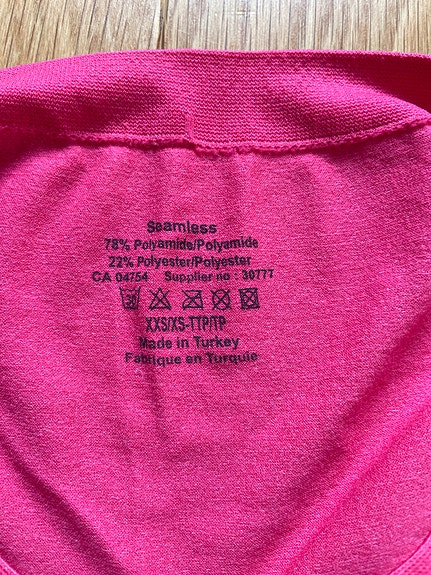 Seamless
78% Polyamide/Polyamide
22% Polyester/Polyester
CA 04754 Supplier no : 30777
XXS/XS-TTP/TP
Made in Turkey
Fabrique en Turquie